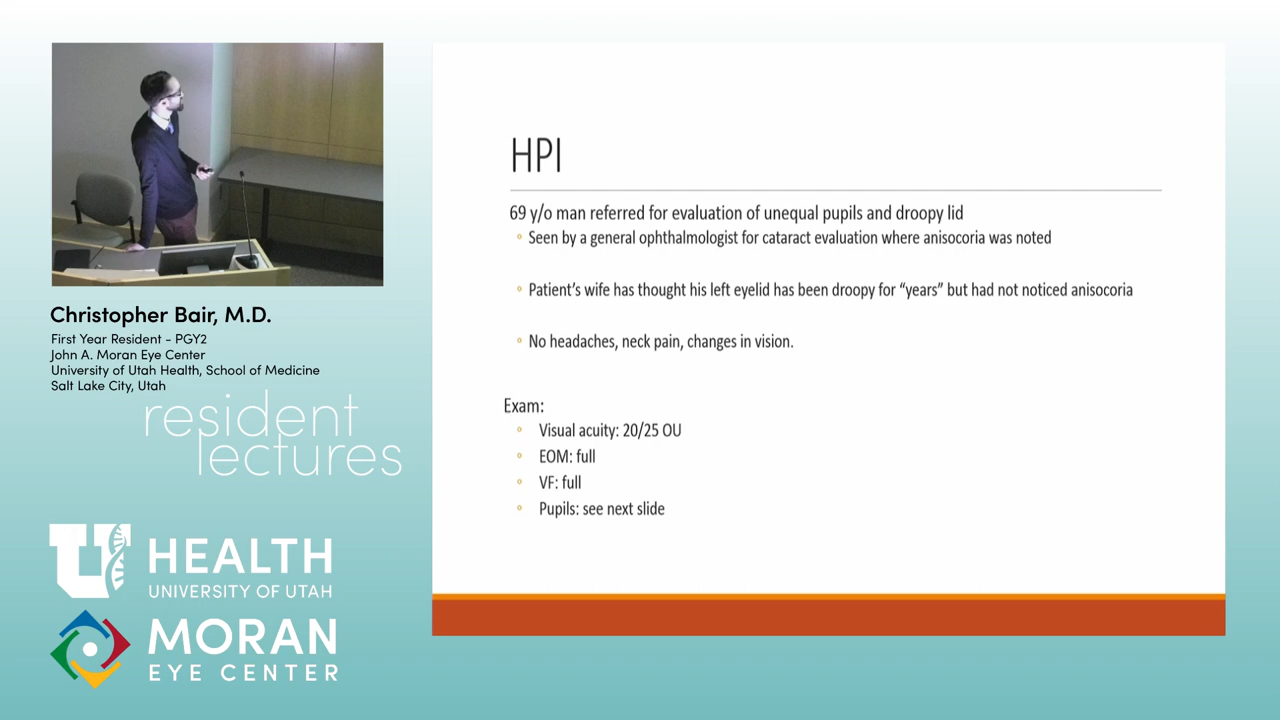 HPI
69 y/o man referred for evaluation of unequal pupils and droopy lid
Seen by a general ophthalmologist for cataract evaluation where anisocoria was noted
Patient’s wife has thought his left eyelid has been droopy for “years” but had not noticed anisocoria
No headaches, neck pain, changes in vision.
Exam:
Visual acuity: 20/25 OU
EOM: full
VF: full
Pupils: see next slide
Christopher Bair, M.D.
First Year Resident - PGY2
John A. Moran Eye Center
University of Utah Health, School of Medicine
Salt Lake City, Utah
resident
lectures
U HEALTH
UNIVERSITY OF UTAH
MORAN
EYE CENTER